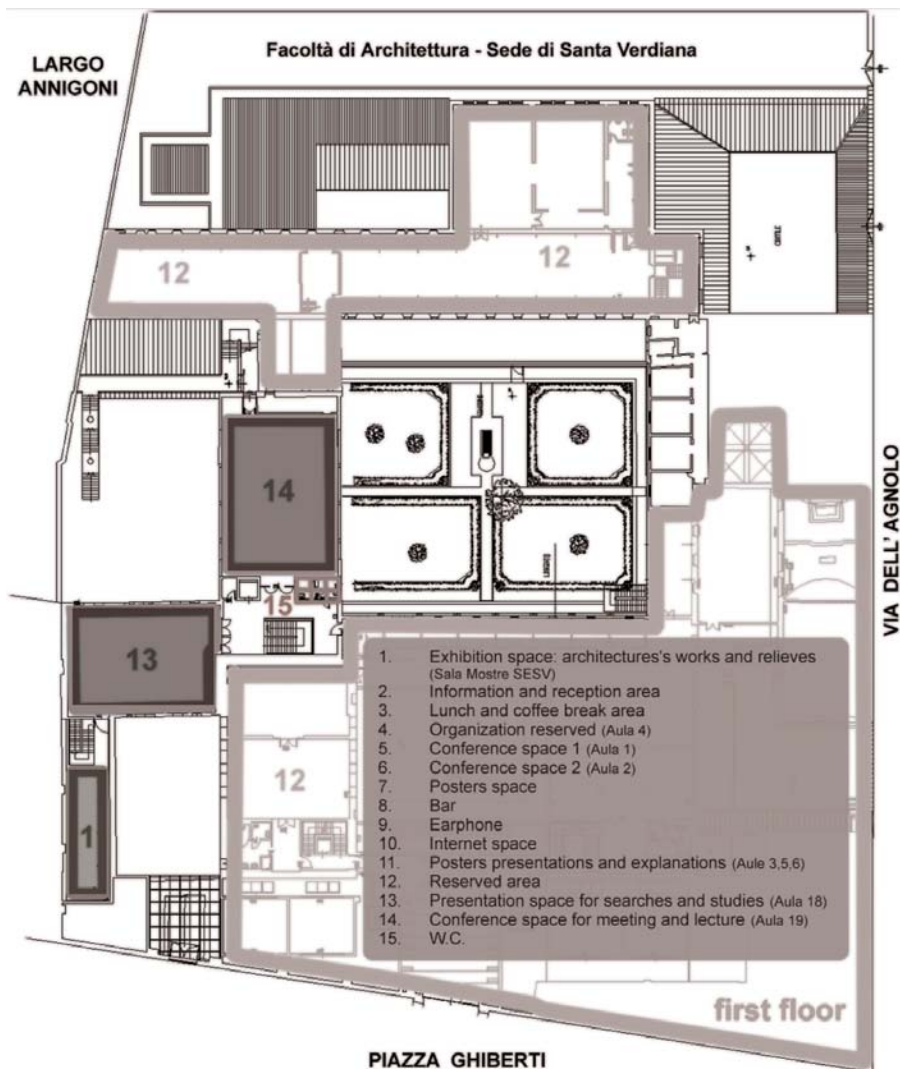 Facoltà di Architettura - Sede di Santa Verdiana
LARGO
ANNIGONI
12
12
14
15
13
1
12
VIA DELL' AGNOLO
1. Exhibition space: architectures's works and relieves
(Sala Mostre SESV)
2. Information and reception area
3. Lunch and coffee break area
4. Organization reserved (Aula 4)
5. Conference space 1 (Aula 1)
6. Conference space 2 (Aula 2)
7. Posters space
8. Bar
9. Earphone
10. Internet space
11. Posters presentations and explanations (Aule 3,5,6)
12. Reserved area
13. Presentation space for searches and studies (Aula 18)
14. Conference space for meeting and lecture (Aula 19)
15. W.C.
first floor
PIAZZA GHIBERTI